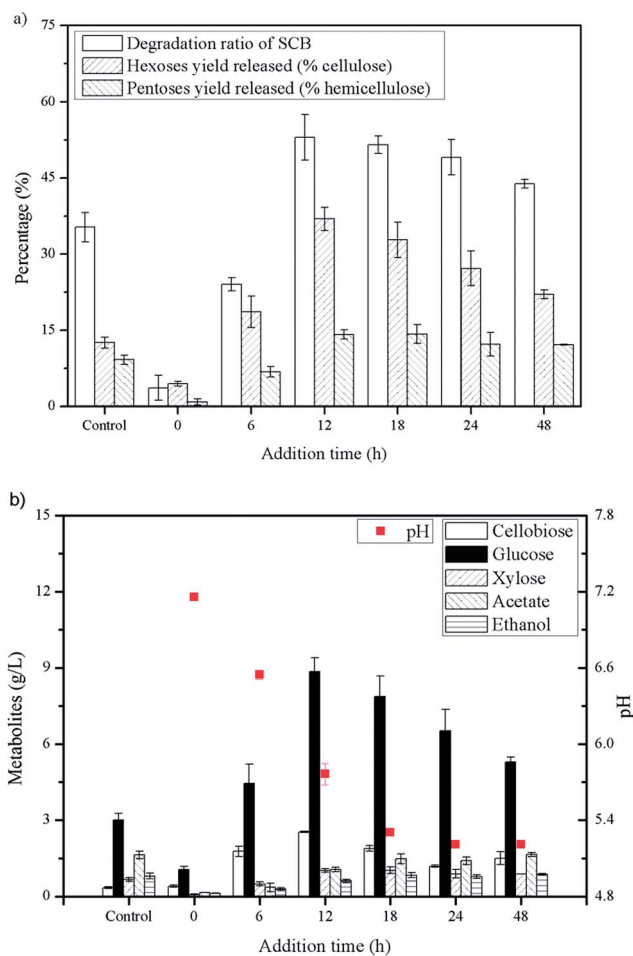 a)
75
60
45
30
15
0
Percentage (%)
Degradation ratio of SCB
Hexoses yield released (% cellulose)
Pentoses yield released (% hemicellulose)
Control 0 6 12 18 24 48
Addition time (h)
b)
15
12
9
6
3
0
Metabolites (g/L)
pH
Cellobiose
Glucose
Xylose
Acetate
Ethanol
7.8
7.2
6.6
6.0
5.4
4.8
pH
Control 0 6 12 18 24 48
Addition time (h)